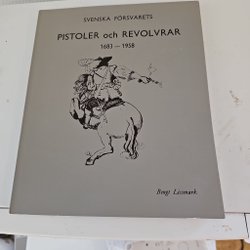 SVENSKA FÖRSVARETS
PISTOLER och REVOLVRAR
1683 — 1958
Bengt Lissmark